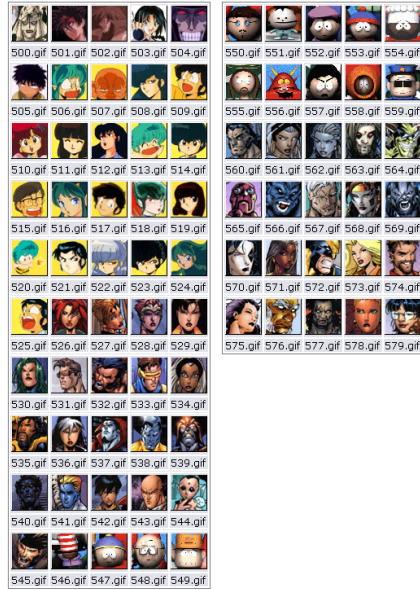 500.gif 501.gif 502.gif 503.gif 504.gif
505.gif 506.gif 507.gif 508.gif 509.gif
510.gif 511.gif 512.gif 513.gif 514.gif
515.gif 516.gif 517.gif 518.gif 519.gif
520.gif 521.gif 522.gif 523.gif 524.gif
525.gif 526.gif 527.gif 528.gif 529.gif
530.gif 531.gif 532.gif 533.gif 534.gif
535.gif 536.gif 537.gif 538.gif 539.gif
540.gif 541.gif 542.gif 543.gif 544.gif
545.gif 546.gif 547.gif 548.gif 549.gif
550.gif 551.gif 552.gif 553.gif 554.gif
555.gif 556.gif 557.gif 558.gif 559.gif
560.gif 561.gif 562.gif 563.gif 564.gif
565.gif 566.gif 567.gif 568.gif 569.gif
570.gif 571.gif 572.gif 573.gif 574.gif
575.gif 576.gif 577.gif 578.gif 579.gif